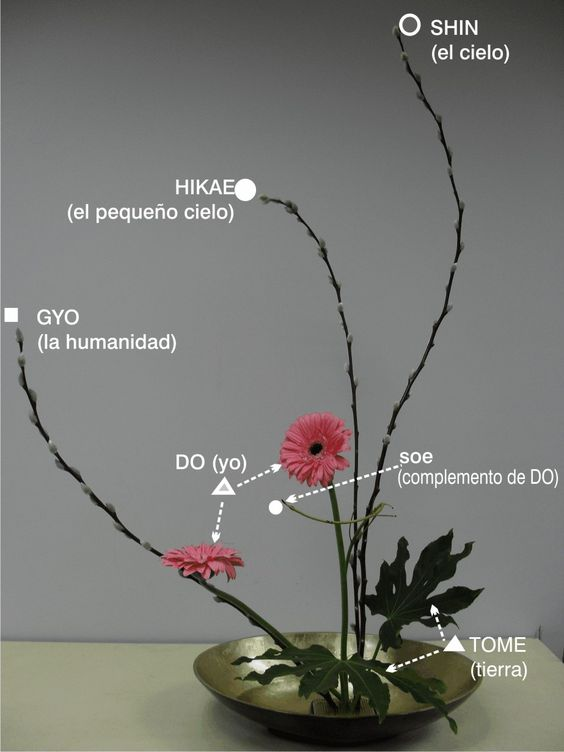 SHIN
(el cielo)
HIKAE
(el pequeño cielo)
GYO
(la humanidad)
DO (yo)
soe
(complemento de DO)
TOME
(tierra)